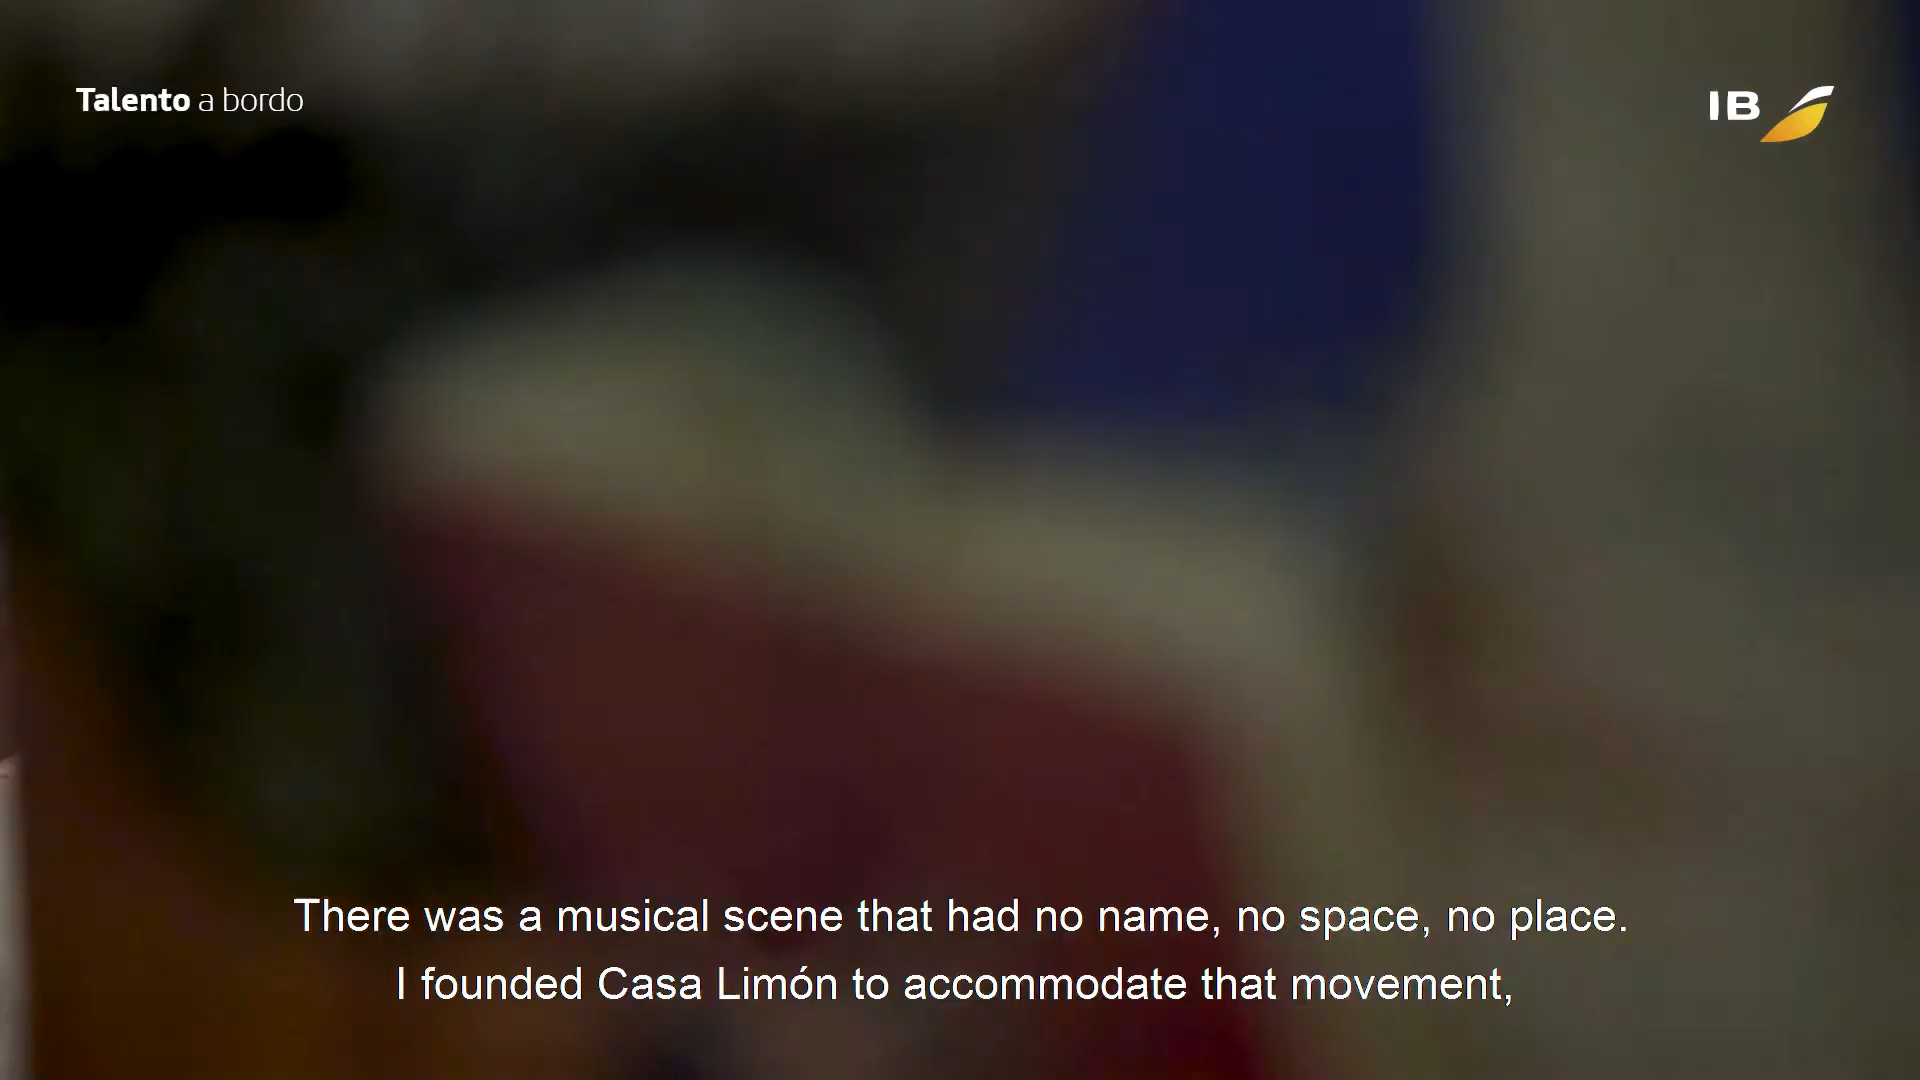 Talento a bordo
IB
There was a musical scene that had no name, no space, no place.
I founded Casa Limón to accommodate that movement,